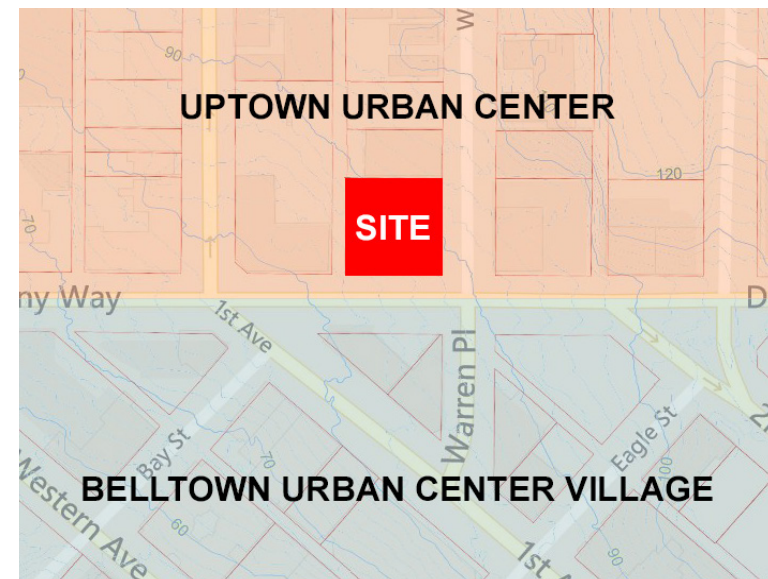 W
90
UPTOWN URBAN CENTER
120
70
SITE
ny Way
D
1st Ave
Warren Pl
Bay St
Eagle St
70
100
BELLTOWN URBAN CENTER VILLAGE
Western Ave
60
1st A
90